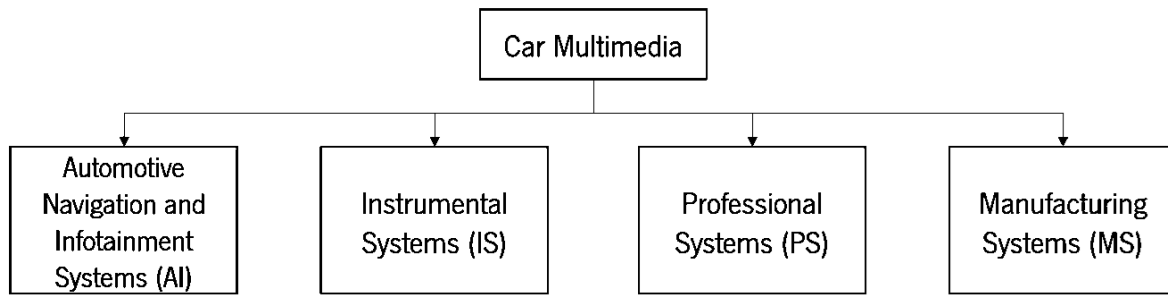 Car Multimedia
Automotive
Navigation and
Infotainment
Systems (AI)
Instrumental
Systems (IS)
Professional
Systems (PS)
Manufacturing
Systems (MS)